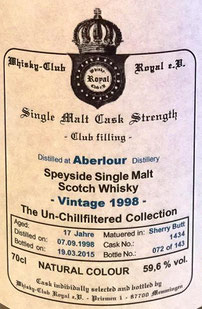 Whisky-Club Royal e.V.
Whisky
Royal
Club
Single Malt Cask Strength
- Club filling -
Distilled at Aberlour Distillery
Speyside Single Malt
Scotch Whisky
- Vintage 1998 -
The Un-Chillfiltered Collection
Aged: 17 Jahre Matuered in: Sherry Butt
Distilled on: 07.09.1998 Cask No.: 1434
Bottled on: 19.03.2015 Bottle No.: 072 of 143
70cl NATURAL COLOUR 59,6 % vol.
Cask individually selected and bottled by
Whisky-Club Royal e.V. - Priemen 1 - 87700 Memmingen